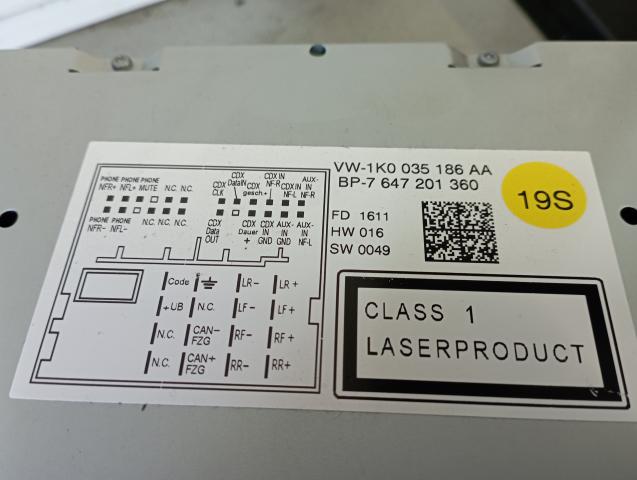 VW-1K0 035 186 AA
BP-7 647 201 360
19S
FD 1611
HW 016
SW 0049
CLASS 1
LASERPRODUCT
PHONE PHONE PHONE
NFR+ NFL+ MUTE N.C. N.C.
PHONE PHONE
NFR- NFL- N.C. N.C. N.C.
CDX CDX CDX IN AUX-
CLK DataIN CDX NF-R CDX IN IN
gesch.+ NF-L NF-R
CDX CDX CDX AUX AUX-
Data Dauer IN IN IN
OUT + GND GND NF-L
Code LR- LR+
+UB N.C. LF- LF+
N.C. CAN- RF- RF+
FZG
N.C. CAN+ RR- RR+
FZG